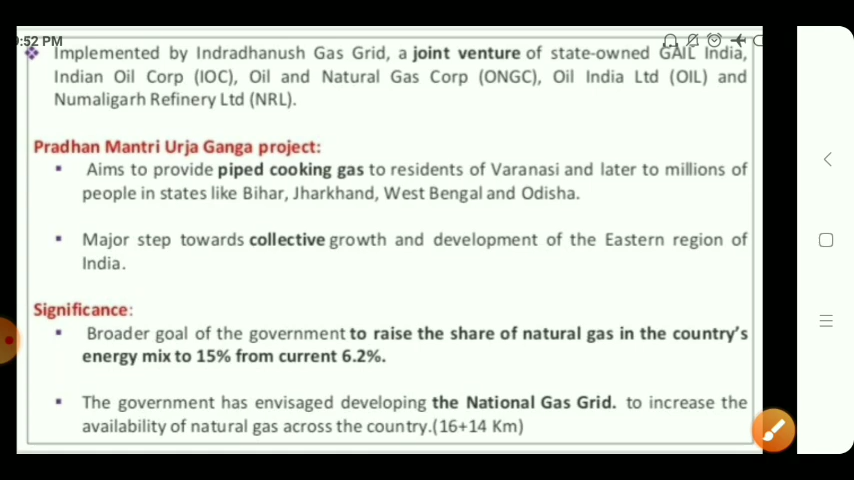 9:52 PM
❖ Implemented by Indradhanush Gas Grid, a joint venture of state-owned GAIL India,
Indian Oil Corp (IOC), Oil and Natural Gas Corp (ONGC), Oil India Ltd (OIL) and
Numaligarh Refinery Ltd (NRL).
Pradhan Mantri Urja Ganga project:
▪ Aims to provide piped cooking gas to residents of Varanasi and later to millions of
people in states like Bihar, Jharkhand, West Bengal and Odisha.
▪ Major step towards collective growth and development of the Eastern region of
India.
Significance:
▪ Broader goal of the government to raise the share of natural gas in the country's
energy mix to 15% from current 6.2%.
▪ The government has envisaged developing the National Gas Grid. to increase the
availability of natural gas across the country.(16+14 Km)